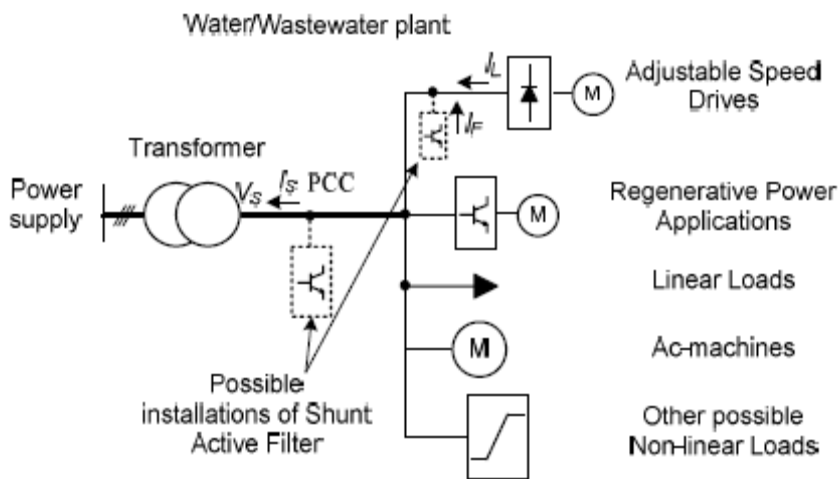 Water/Wastewater plant
I_L
M
Adjustable Speed
Drives
I_F
Transformer
Power
supply
V_S
I_S
PCC
M
Regenerative Power
Applications
Linear Loads
M
Ac-machines
Possible
installations of Shunt
Active Filter
Other possible
Non-linear Loads